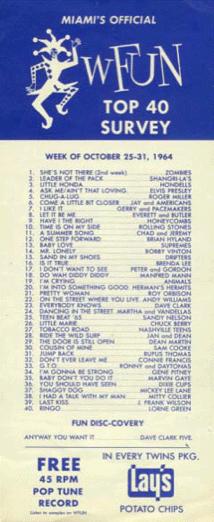 MIAMI'S OFFICIAL
WFUN
TOP 40
SURVEY
WEEK OF OCTOBER 25-31, 1964
1. SHE'S NOT THERE (2nd week) ZOMBIES
2. LEADER OF THE PACK SHANGRI-LA'S
3. LITTLE HONDA HONDELLS
4. ASK ME/AIN'T THAT LOVING. ELVIS PRESLEY
5. CHUG-A-LUG ROGER MILLER
6. COME A LITTLE BIT CLOSER JAY and AMERICANS
7. I LIKE IT GERRY and PACEMAKERS
8. LET IT BE ME EVERETT and BUTLER
9. HAVE I THE RIGHT HONEYCOMBS
10. TIME IS ON MY SIDE ROLLING STONES
11. A SUMMER SONG CHAD and JEREMY
12. ONE STEP FORWARD BRIAN HYLAND
13. BABY LOVE SUPREMES
14. MR. LONELY BOBBY VINTON
15. SAND IN MY SHOES DRIFTERS
16. IS IT TRUE BRENDA LEE
17. I DON'T WANT TO SEE PETER and GORDON
18. DO WAH DIDDY DIDDY MANFRED MANN
19. I'M CRYING ANIMALS
20. I'M INTO SOMETHING GOOD HERMAN'S HERMITS
21. PRETTY WOMAN ROY ORBISON
22. ON THE STREET WHERE YOU LIVE. ANDY WILLIAMS
23. EVERYBODY KNOWS DAVE CLARK
24. DANCING IN THE STREET MARTHA and VANDELLAS
25. TEEN BEAT '65 SANDY NELSON
26. LITTLE MARIE CHUCK BERRY
27. TOBACCO ROAD NASHVILLE TEENS
28. RIDE THE WILD SURF JAN and DEAN
29. THE DOOR IS STILL OPEN DEAN MARTIN
30. COUSIN OF MINE SAM COOKE
31. JUMP BACK RUFUS THOMAS
32. DON'T EVER LEAVE ME CONNIE FRANCIS
33. G.T.O. RONNY and DAYTONAS
34. I'M GONNA BE STRONG GENE PITNEY
35. BABY DON'T YOU DO IT MARVIN GAYE
36. YOU SHOULD HAVE SEEN DIXIE CUPS
37. SHAGGY DOG MICKEY LEE LANE
38. I HAD A TALK WITH MY MAN MITTY COLLIER
39. LAST KISS J. FRANK WILSON
40. RINGO LORNE GREEN
FUN DISC-COVERY
ANYWAY YOU WANT IT DAVE CLARK FIVE.
FREE
45 RPM
POP TUNE
RECORD
IN EVERY TWINS PKG.
Lay's
POTATO CHIPS